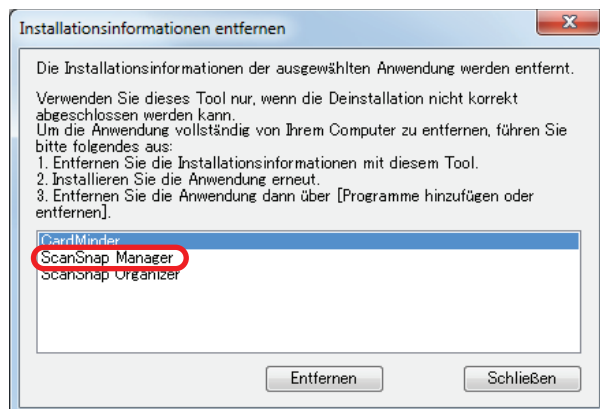 Installationsinformationen entfernen
Die Installationsinformationen der ausgewählten Anwendung werden entfernt.
Verwenden Sie dieses Tool nur, wenn die Deinstallation nicht korrekt
abgeschlossen werden kann.
Um die Anwendung vollständig von Ihrem Computer zu entfernen, führen Sie
bitte folgendes aus:
1. Entfernen Sie die Installationsinformationen mit diesem Tool.
2. Installieren Sie die Anwendung erneut.
3. Entfernen Sie die Anwendung dann über [Programme hinzufügen oder
entfernen].
CardMinder
ScanSnap Manager
ScanSnap Organizer
Entfernen
Schließen